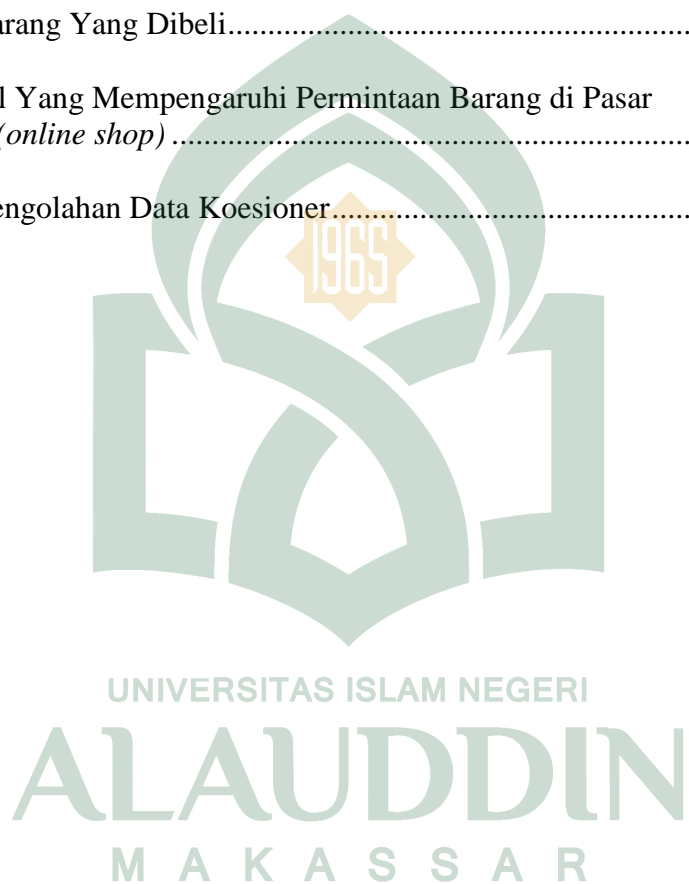 arang Yang Dibeli..........................................................
l Yang Mempengaruhi Permintaan Barang di Pasar
(online shop) .................................................................
engolahan Data Koesioner.............................................
1965
UNIVERSITAS ISLAM NEGERI
ALAUDDIN
MAKASSAR